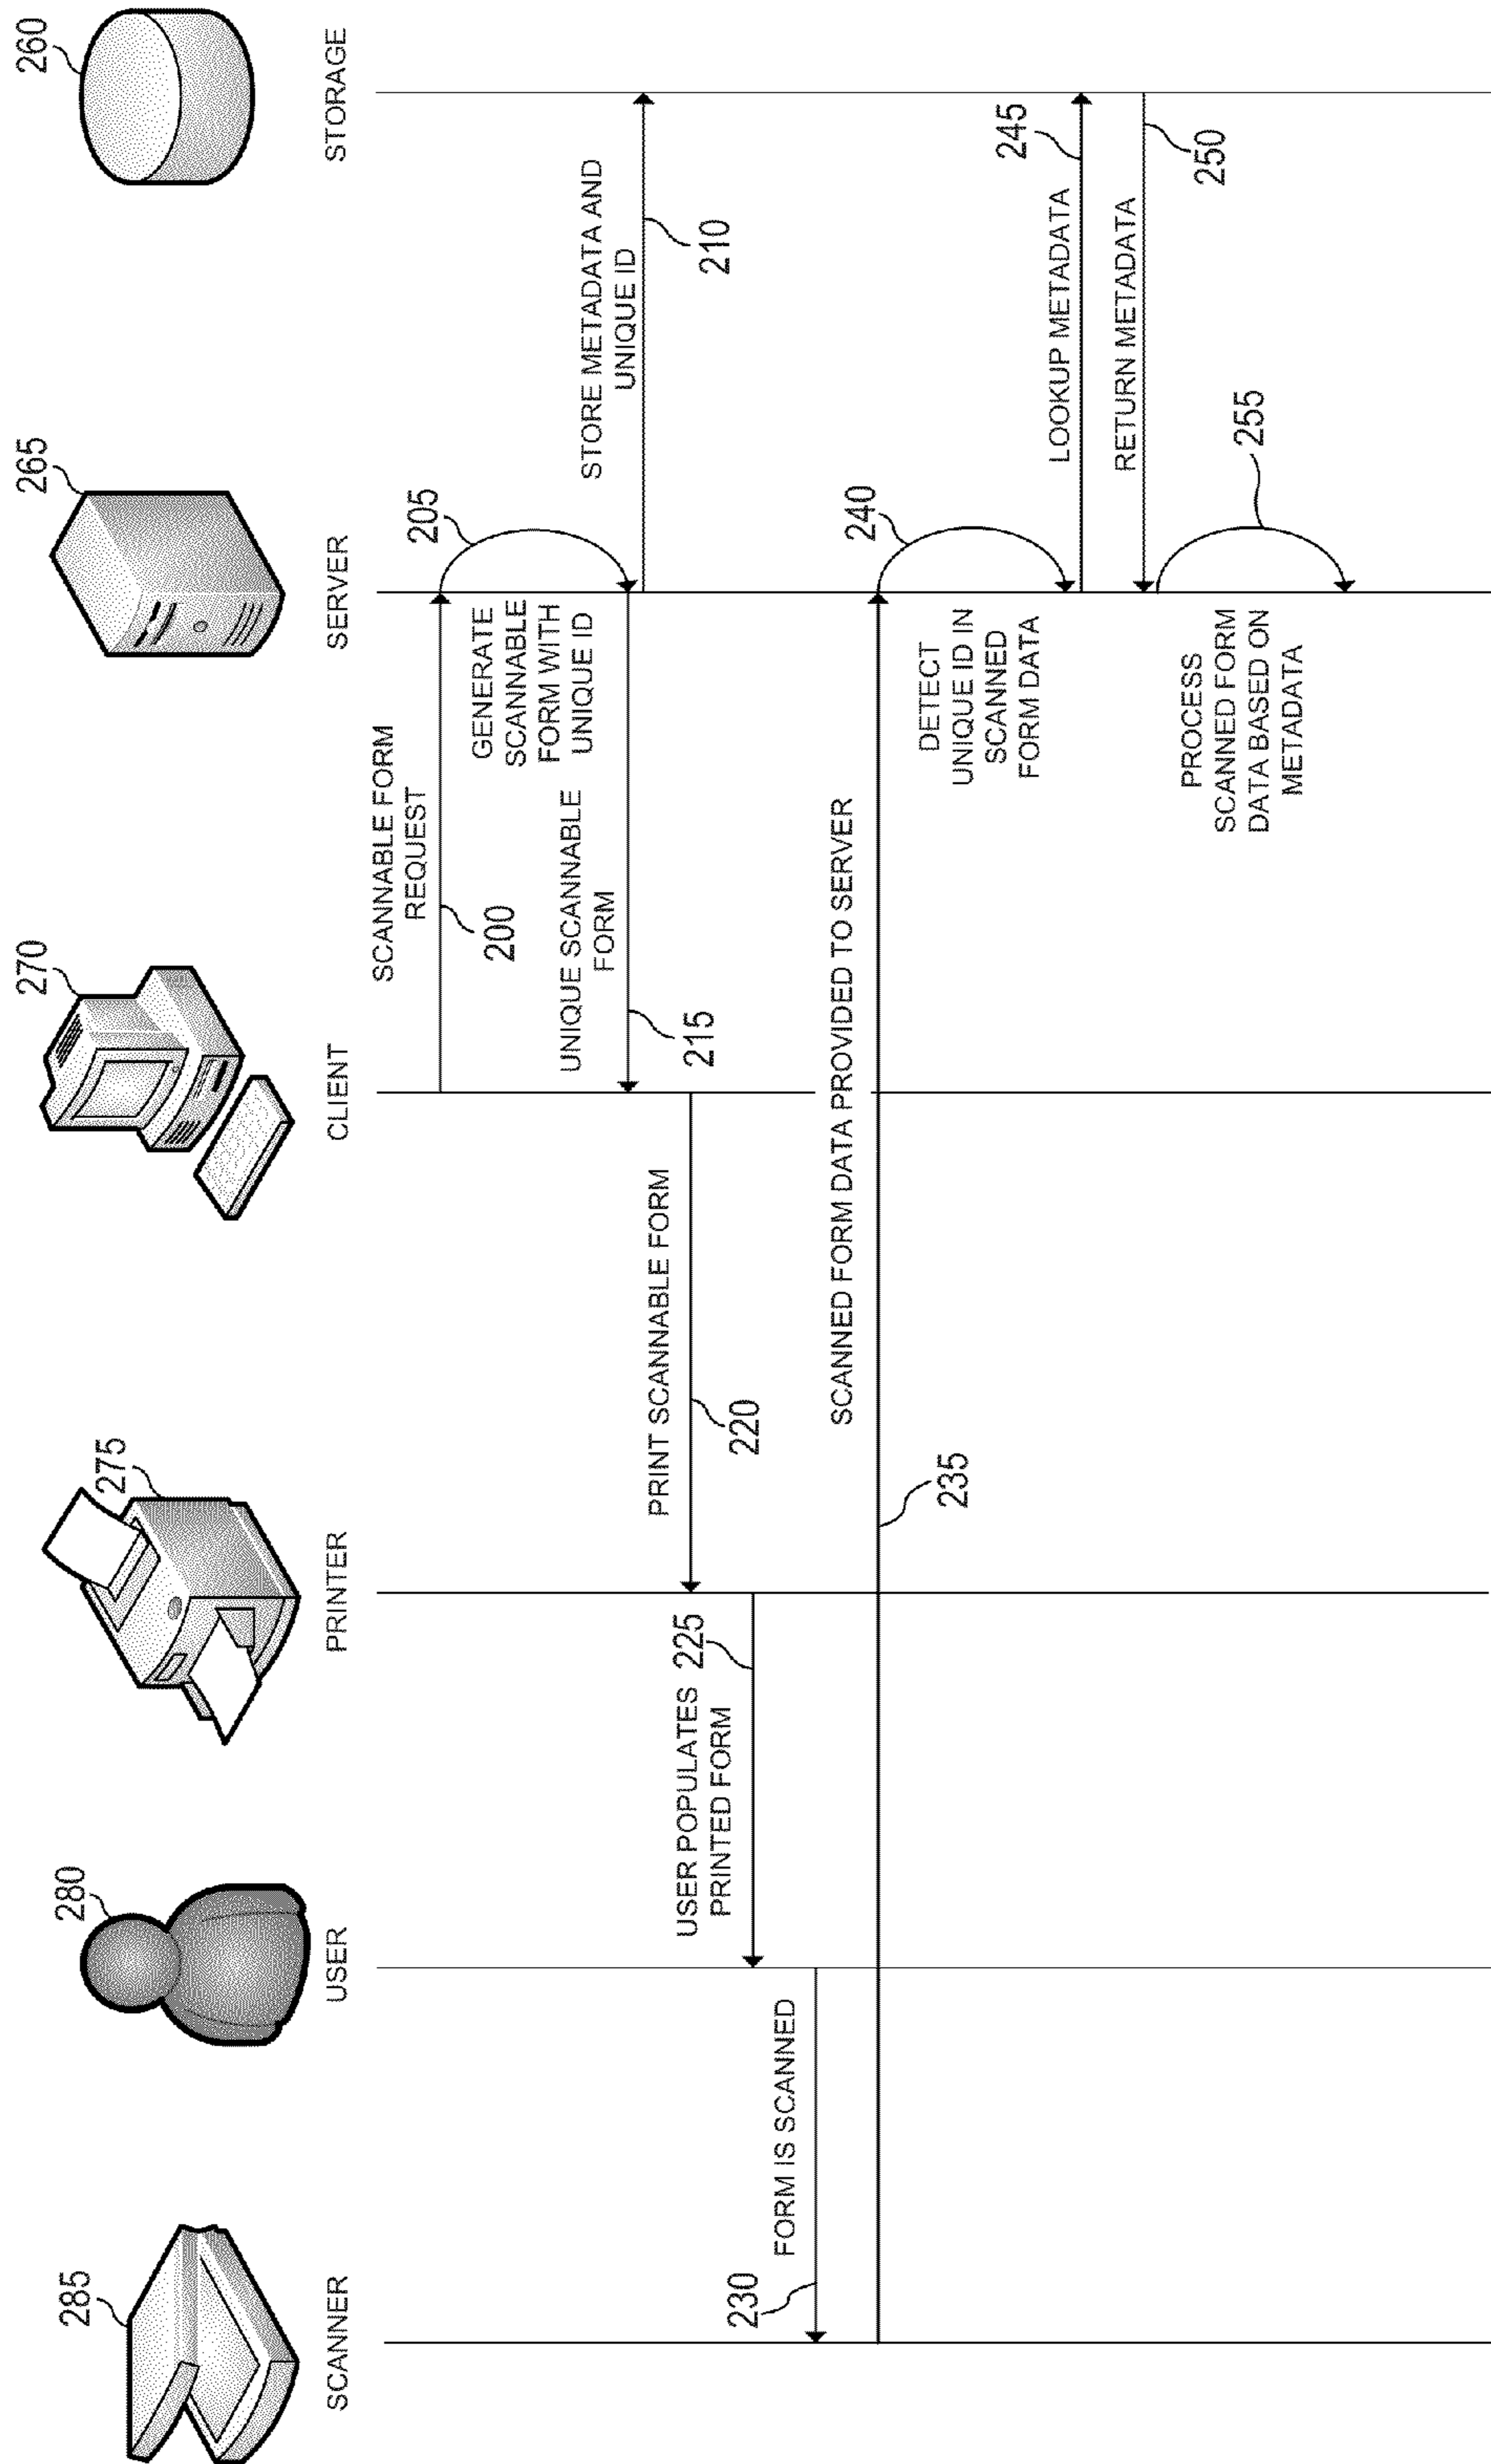 285
280
275
270
265
260
SCANNER
USER
PRINTER
CLIENT
SERVER
STORAGE
SCANNABLE FORM
REQUEST
200
205
GENERATE
SCANNABLE
FORM WITH
UNIQUE ID
STORE METADATA AND
UNIQUE ID
210
UNIQUE SCANNABLE
FORM
215
PRINT SCANNABLE FORM
220
USER POPULATES
PRINTED FORM
225
FORM IS SCANNED
230
SCANNED FORM DATA PROVIDED TO SERVER
235
240
DETECT
UNIQUE ID IN
SCANNED
FORM DATA
LOOKUP METADATA
245
RETURN METADATA
250
255
PROCESS
SCANNED FORM
DATA BASED ON
METADATA